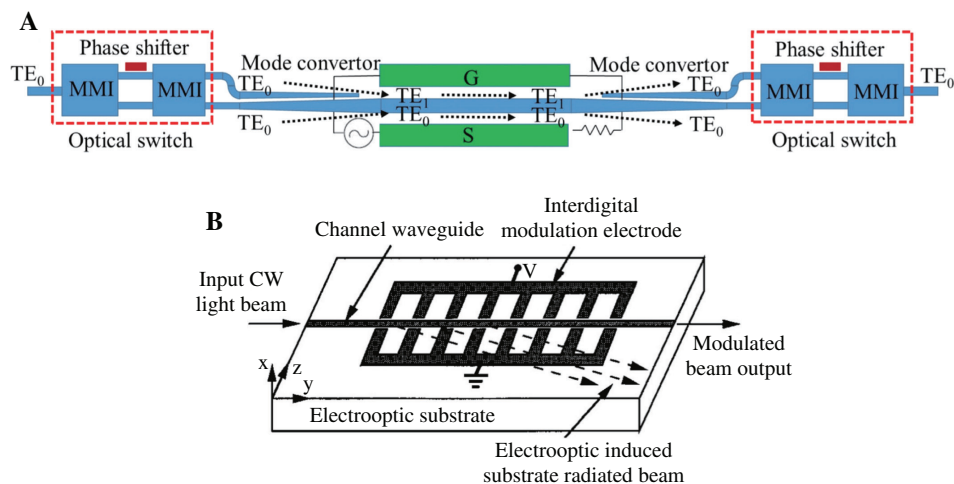 A
Phase shifter
TE0
MMI
MMI
Optical switch
Mode convertor
TE0
TE0
G
TE1
TE0
TE1
TE0
S
Mode convertor
TE0
TE0
Phase shifter
MMI
MMI
TE0
Optical switch
B
Channel waveguide
Interdigital
modulation electrode
V
Input CW
light beam
Modulated
beam output
x
z
y
Electrooptic substrate
Electrooptic induced
substrate radiated beam